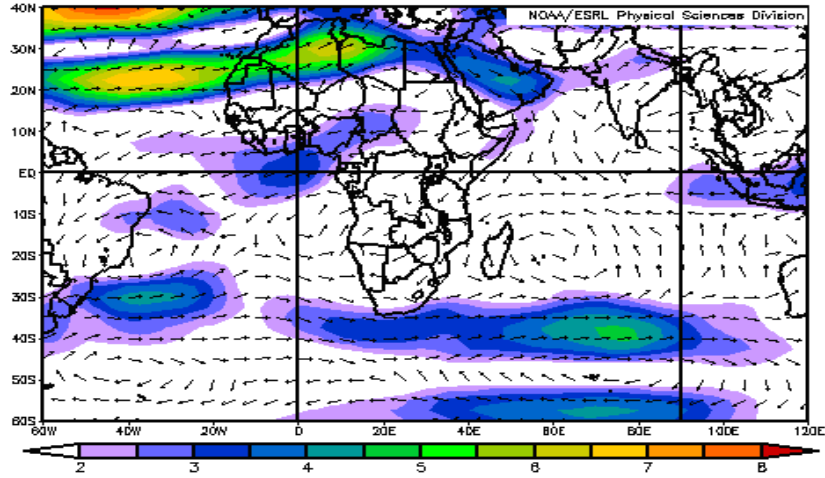 NOAA/ESRL Physical Sciences Division
40N
30N
20N
10N
EQ
10S
20S
30S
40S
50S
60S
60W 40W 20W 0 20E 40E 60E 80E 100E 120E
2 3 4 5 6 7 8